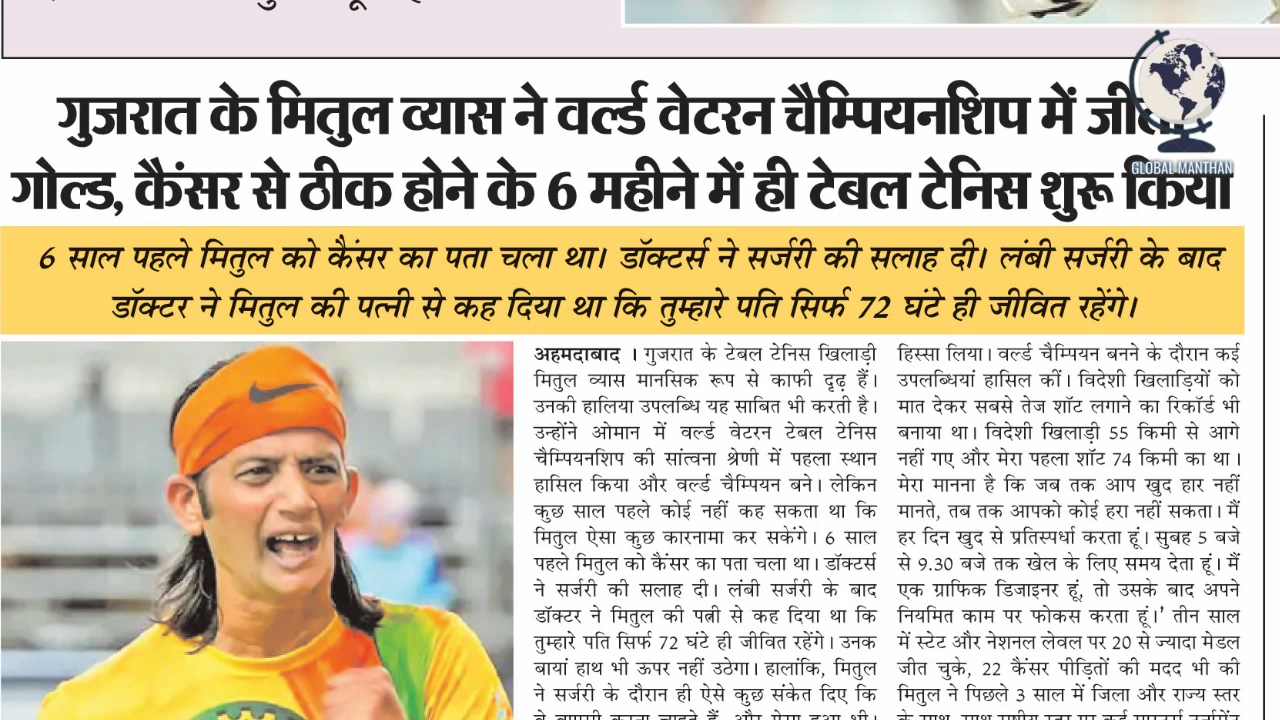 गुजरात के मितुल व्यास ने वर्ल्ड वेटरन चैम्पियनशिप में
GLOBAL MANTHAN
गोल्ड, कैंसर से ठीक होने के 6 महीने में ही टेबल टेनिस शुरू किया
6 साल पहले मितुल को कैंसर का पता चला था। डॉक्टर्स ने सर्जरी की सलाह दी। लंबी सर्जरी के बाद
डॉक्टर ने मितुल की पत्नी से कह दिया था कि तुम्हारे पति सिर्फ 72 घंटे ही जीवित रहेंगे।
अहमदाबाद । गुजरात के टेबल टेनिस खिलाड़ी
मितुल व्यास मानसिक रूप से काफी दृढ़ हैं।
उनकी हालिया उपलब्धि यह साबित भी करती है।
उन्होंने ओमान में वर्ल्ड वेटरन टेबल टेनिस
चैम्पियनशिप की सांत्वना श्रेणी में पहला स्थान
हासिल किया और वर्ल्ड चैम्पियन बने। लेकिन
कुछ साल पहले कोई नहीं कह सकता था कि
मितुल ऐसा कुछ कारनामा कर सकेंगे। 6 साल
पहले मितुल को कैंसर का पता चला था। डॉक्टर्स
ने सर्जरी की सलाह दी। लंबी सर्जरी के बाद
डॉक्टर ने मितुल की पत्नी से कह दिया था कि
तुम्हारे पति सिर्फ 72 घंटे ही जीवित रहेंगे। उनक
बायां हाथ भी ऊपर नहीं उठेगा। हालांकि, मितुल
ने सर्जरी के दौरान ही ऐसे कुछ संकेत दिए कि
हिस्सा लिया। वर्ल्ड चैम्पियन बनने के दौरान कई
उपलब्धियां हासिल कीं। विदेशी खिलाड़ियों को
मात देकर सबसे तेज शॉट लगाने का रिकॉर्ड भी
बनाया था। विदेशी खिलाड़ी 55 किमी से आगे
नहीं गए और मेरा पहला शॉट 74 किमी का था।
मेरा मानना है कि जब तक आप खुद हार नहीं
मानते, तब तक आपको कोई हरा नहीं सकता। मैं
हर दिन खुद से प्रतिस्पर्धा करता हूं। सुबह 5 बजे
से 9.30 बजे तक खेल के लिए समय देता हूं। मैं
एक ग्राफिक डिजाइनर हूं, तो उसके बाद अपने
नियमित काम पर फोकस करता हूं।' तीन साल
में स्टेट और नेशनल लेवल पर 20 से ज्यादा मेडल
जीत चुके, 22 कैंसर पीड़ितों की मदद भी की
मितुल ने पिछले 3 साल में जिला और राज्य स्तर